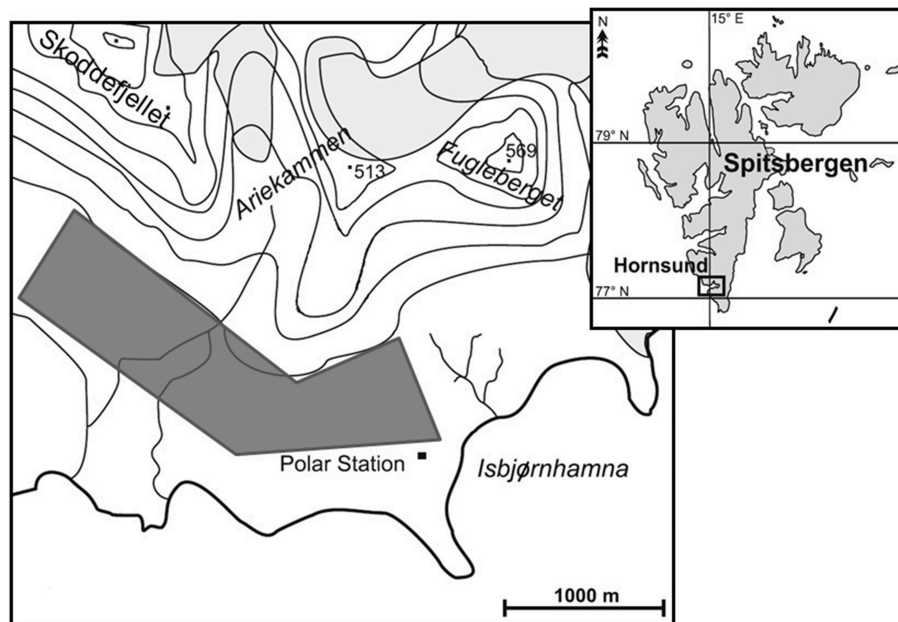 Skoddefjellet
Ariekammen
513
Fugleberget
569
Polar Station
Isbjørnhamna
1000 m
N
15° E
79° N
Spitsbergen
Hornsund
77° N